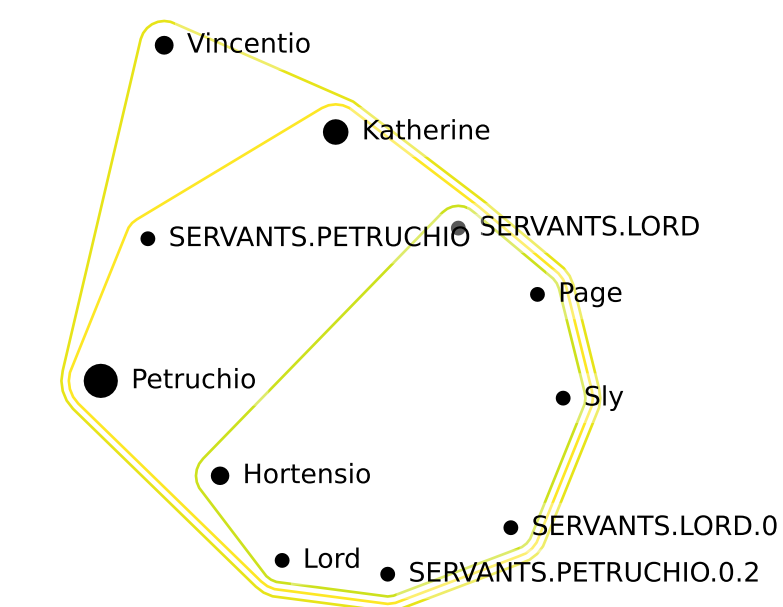 Vincentio
Katherine
SERVANTS.LORD
SERVANTS.PETRUCHIO
Page
Petruchio
Sly
Hortensio
SERVANTS.LORD.0
Lord
SERVANTS.PETRUCHIO.0.2